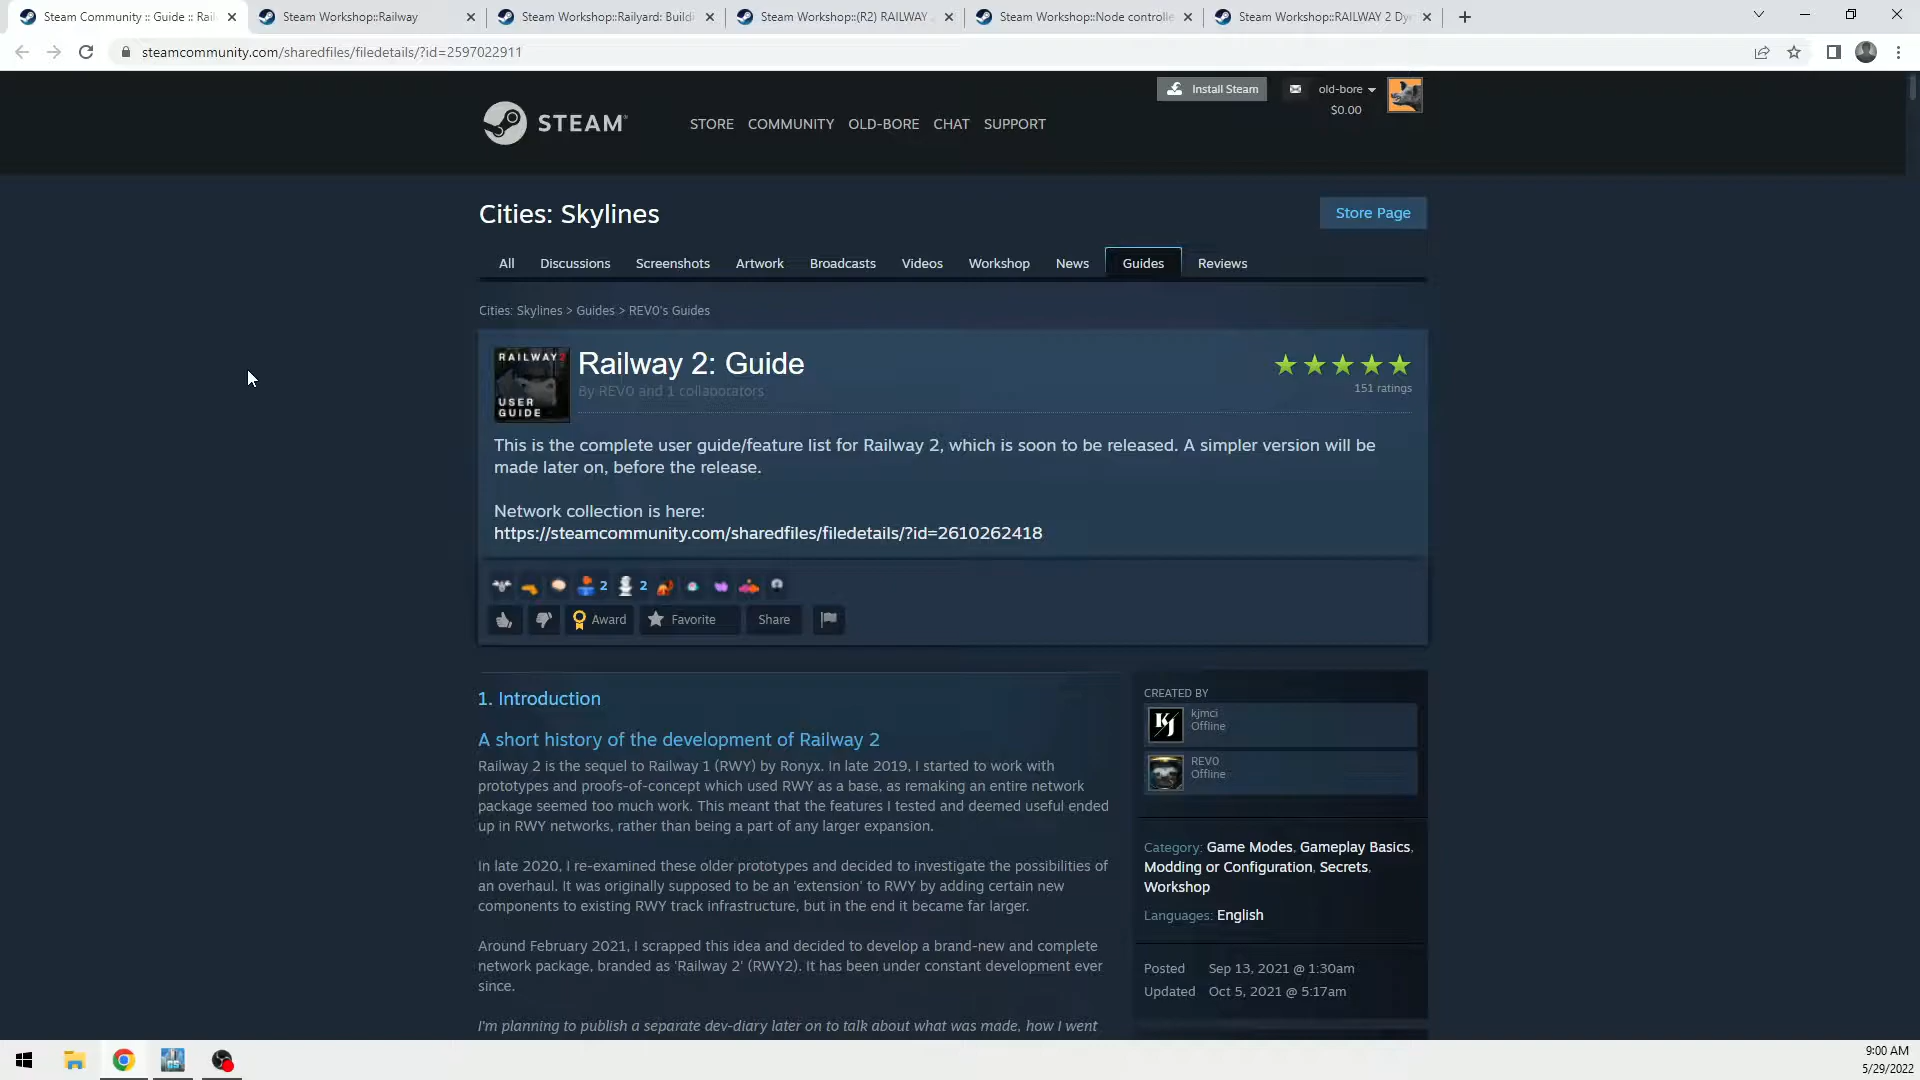 Steam Community :: Guide :: Rail
Steam Workshop::Railway
Steam Workshop::Railyard: Buildi
Steam Workshop::(R2) RAILWAY
Steam Workshop::Node controlle
Steam Workshop::RAILWAY 2 Dy
steamcommunity.com/sharedfiles/filedetails/?id=2597022911
Install Steam
old-bore
$0.00
STEAM
STORE COMMUNITY OLD-BORE CHAT SUPPORT
Cities: Skylines
Store Page
All Discussions Screenshots Artwork Broadcasts Videos Workshop News Guides Reviews
Cities: Skylines > Guides > REV0's Guides
RAILWAY2
USER
GUIDE
Railway 2: Guide
By REV0 and 1 collaborators
151 ratings
This is the complete user guide/feature list for Railway 2, which is soon to be released. A simpler version will be
made later on, before the release.
Network collection is here:
https://steamcommunity.com/sharedfiles/filedetails/?id=2610262418
2 2
Award Favorite Share
1. Introduction
A short history of the development of Railway 2
Railway 2 is the sequel to Railway 1 (RWY) by Ronyx. In late 2019, I started to work with
prototypes and proofs-of-concept which used RWY as a base, as remaking an entire network
package seemed too much work. This meant that the features I tested and deemed useful ended
up in RWY networks, rather than being a part of any larger expansion.
In late 2020, I re-examined these older prototypes and decided to investigate the possibilities of
an overhaul. It was originally supposed to be an 'extension' to RWY by adding certain new
components to existing RWY track infrastructure, but in the end it became far larger.
Around February 2021, I scrapped this idea and decided to develop a brand-new and complete
network package, branded as 'Railway 2' (RWY2). It has been under constant development ever
since.
I'm planning to publish a separate dev-diary later on to talk about what was made, how I went
CREATED BY
KJ
kjmci
Offline
REV0
Offline
Category: Game Modes, Gameplay Basics,
Modding or Configuration, Secrets,
Workshop
Languages: English
Posted Sep 13, 2021 @ 1:30am
Updated Oct 5, 2021 @ 5:17am
9:00 AM
5/29/2022